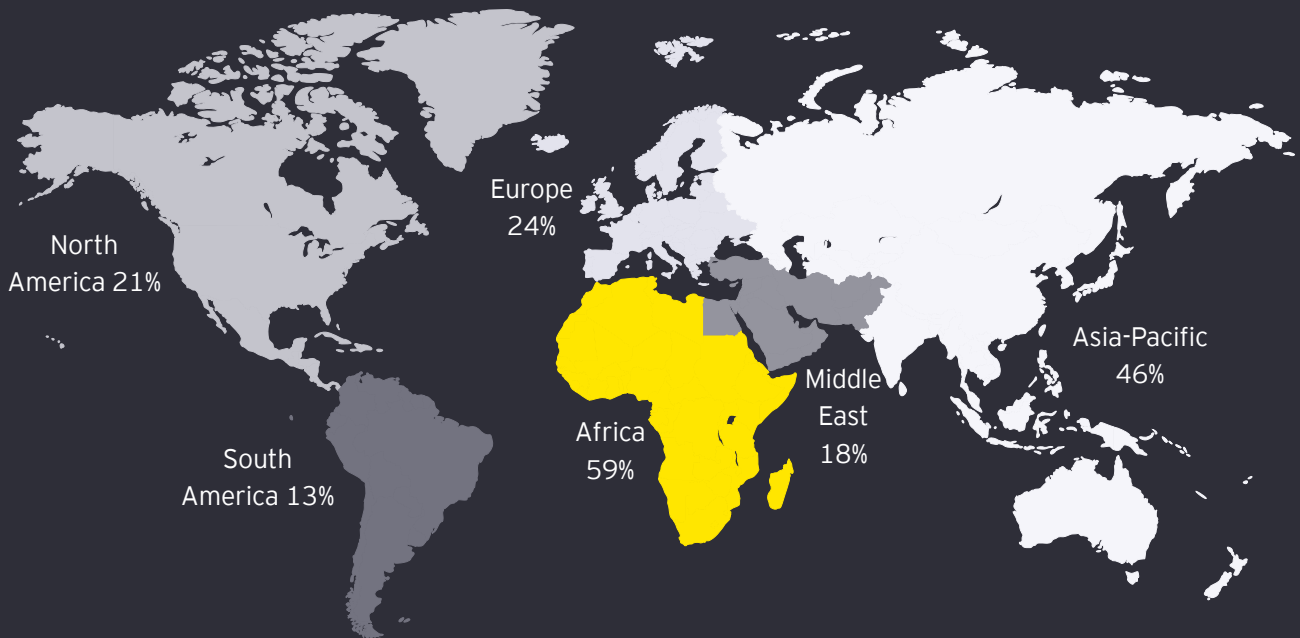 Europe
24%
North
America 21%
Asia-Pacific
46%
Middle
East
18%
Africa
59%
South
America 13%